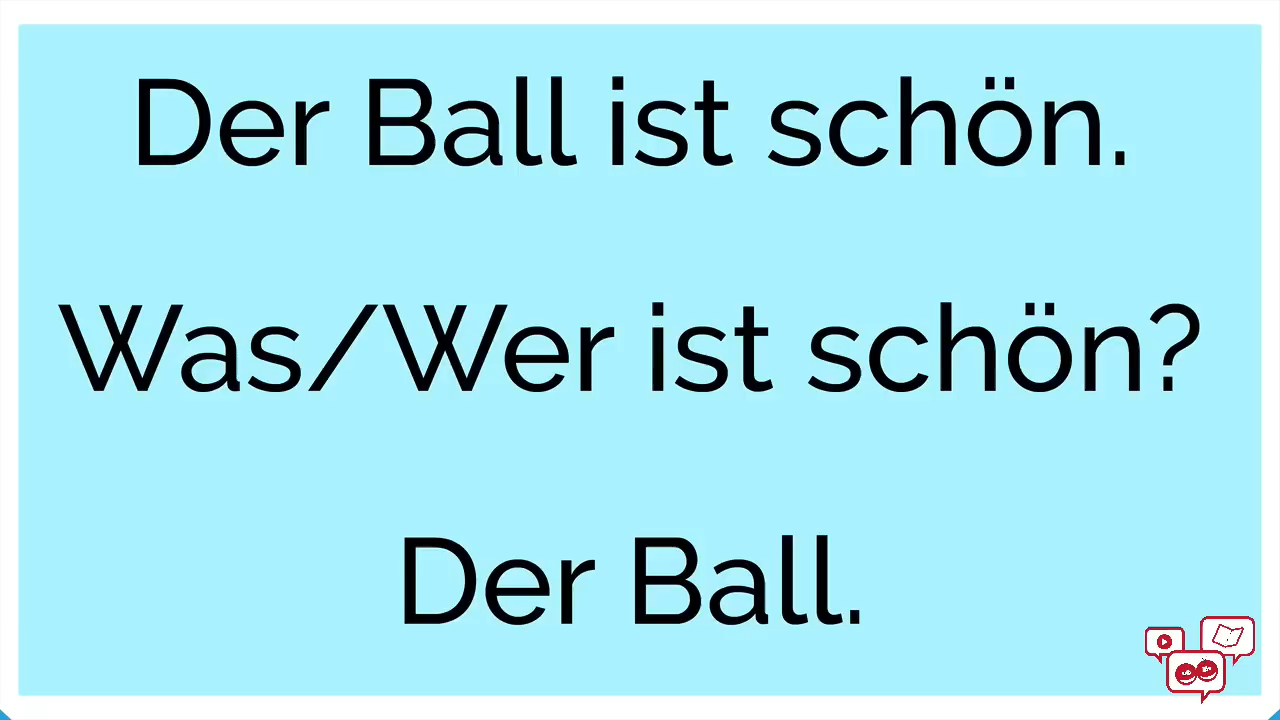 Der Ball ist schön.
Was/Wer ist schön?
Der Ball.